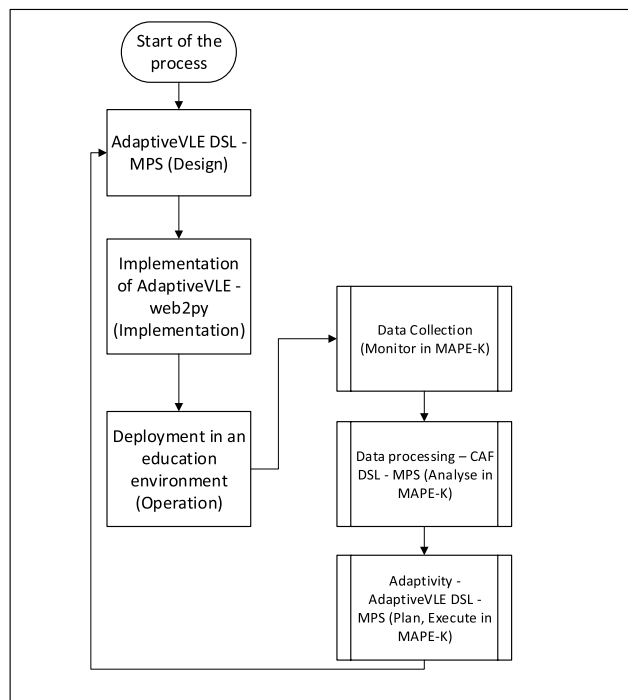 Start of the
process
AdaptiveVLE DSL -
MPS (Design)
Implementation
of AdaptiveVLE -
web2py
(Implementation)
Deployment in an
education
environment
(Operation)
Data Collection
(Monitor in MAPE-K)
Data processing – CAF
DSL - MPS (Analyse in
MAPE-K)
Adaptivity -
AdaptiveVLE DSL -
MPS (Plan, Execute in
MAPE-K)